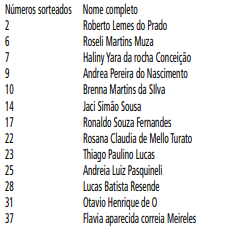 Números sorteados Nome completo
2 Roberto Lemes do Prado
6 Roseli Martins Muza
7 Haliny Yara da rocha Conceição
9 Andrea Pereira do Nascimento
10 Brenna Martins da SIlva
14 Jaci Simão Sousa
17 Ronaldo Souza Fernandes
22 Rosana Claudia de Mello Turato
23 Thiago Paulino Lucas
25 Andreia Luiz Pasquineli
28 Lucas Batista Resende
31 Otavio Henrique de O
37 Flavia aparecida correia Meireles